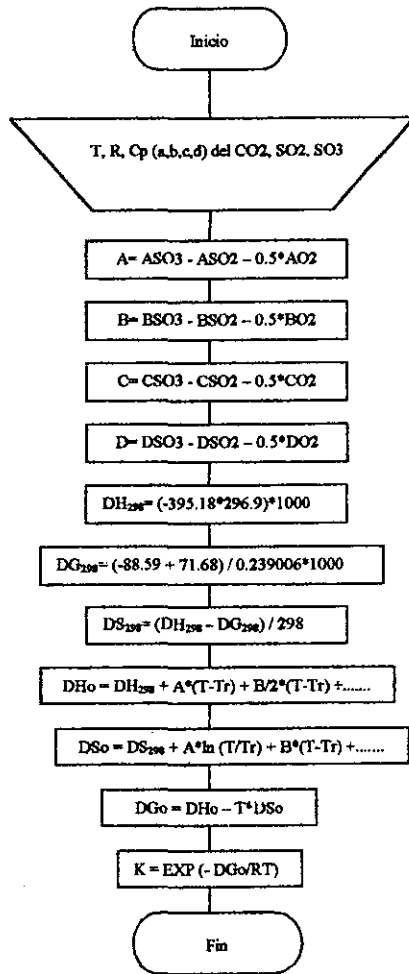 Inicio
T, R, Cp (a,b,c,d) del CO2, SO2, SO3
A= ASO3 - ASO2 – 0.5*AO2
B= BSO3 - BSO2 – 0.5*BO2
C= CSO3 - CSO2 – 0.5*CO2
D= DSO3 - DSO2 – 0.5*DO2
DH₂₉₈= (-395.18*296.9)*1000
DG₂₉₈= (-88.59 + 71.68) / 0.239006*1000
DS₂₉₈= (DH₂₉₈ – DG₂₉₈) / 298
DHo = DH₂₉₈ + A*(T-Tr) + B/2*(T-Tr) +.......
DSo = DS₂₉₈ + A*ln (T/Tr) + B*(T-Tr) +.......
DGo = DHo – T*DSo
K = EXP (- DGo/RT)
Fin